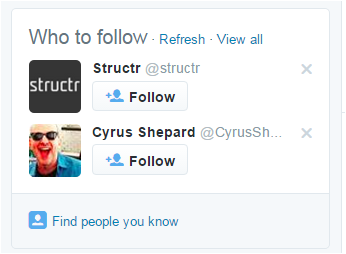 Who to follow · Refresh · View all
structr
Structr @structr
Follow
Cyrus Shepard @CyrusSh...
Follow
Find people you know